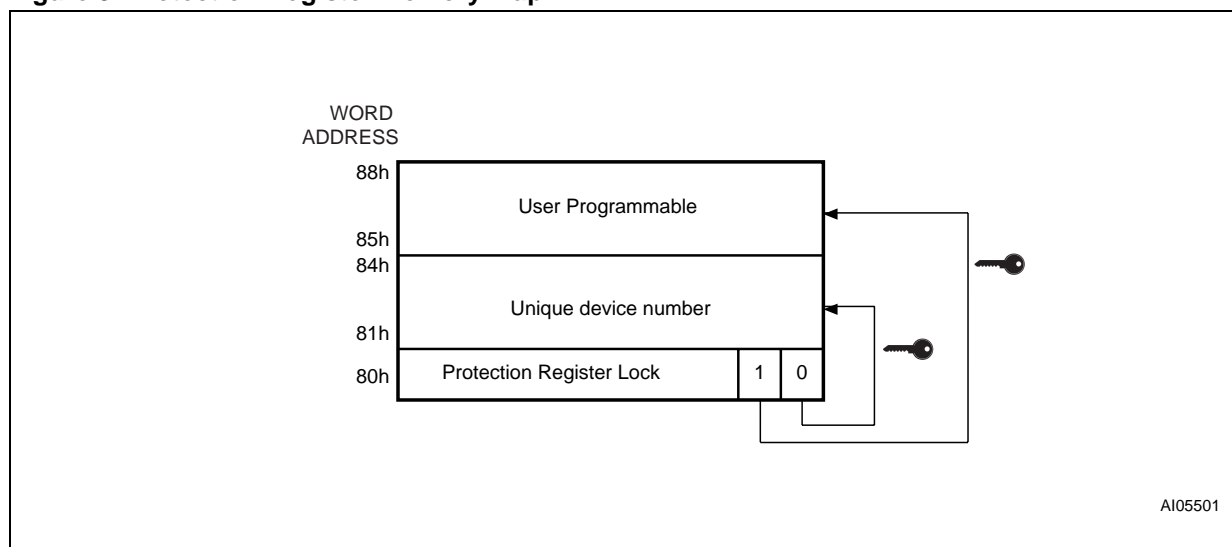 WORD
ADDRESS
88h
User Programmable
85h
84h
Unique device number
81h
80h
Protection Register Lock
1
0
AI05501